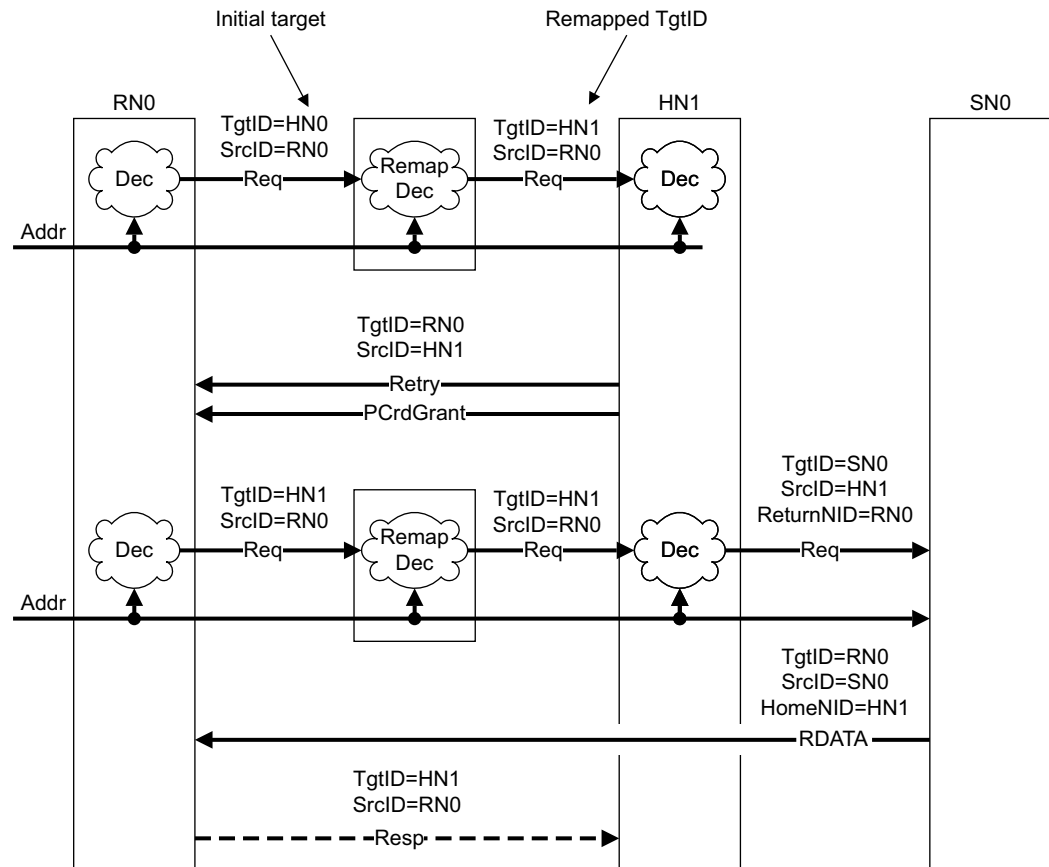 Initial target
Remapped TgtID
RN0
HN1
SN0
TgtID=HN0
SrcID=RN0
TgtID=HN1
SrcID=RN0
Dec
Req
Remap
Dec
Req
Dec
Addr
TgtID=RN0
SrcID=HN1
Retry
PCrdGrant
TgtID=SN0
SrcID=HN1
ReturnNID=RN0
TgtID=HN1
SrcID=RN0
TgtID=HN1
SrcID=RN0
Dec
Req
Remap
Dec
Req
Dec
Req
Addr
TgtID=RN0
SrcID=SN0
HomeNID=HN1
RDATA
TgtID=HN1
SrcID=RN0
Resp